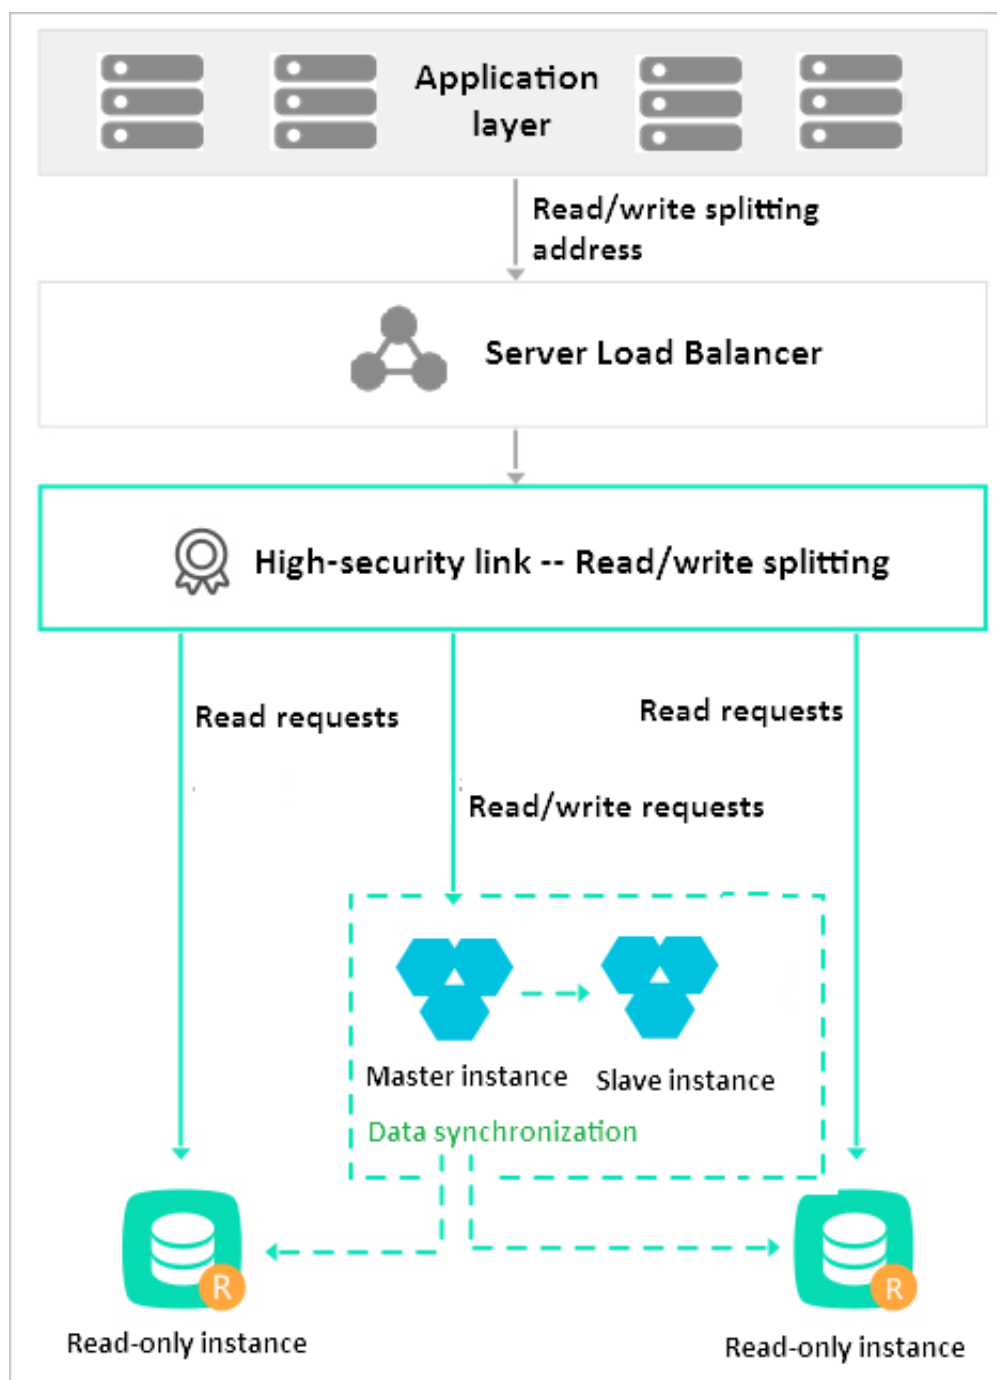 Application
layer
Read/write splitting
address
Server Load Balancer
High-security link -- Read/write splitting
Read requests
Read requests
Read/write requests
Master instance
Slave instance
Data synchronization
R
R
Read-only instance
Read-only instance